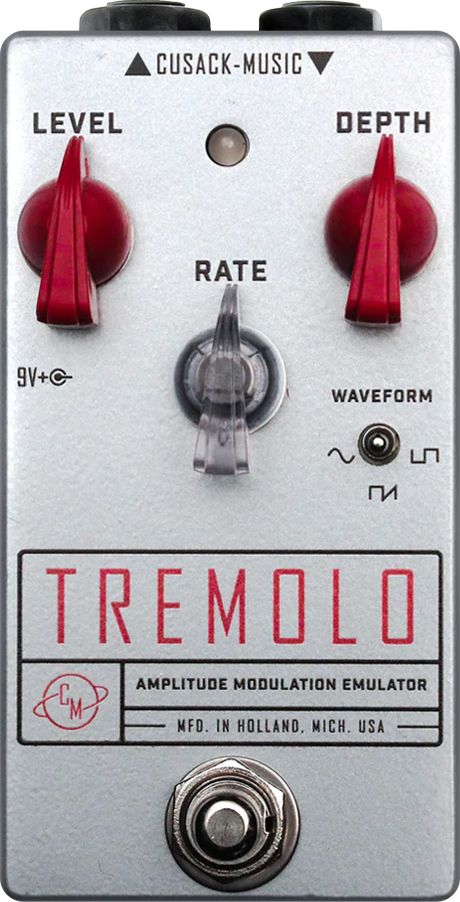 ▲CUSACK-MUSIC▼
LEVEL
DEPTH
RATE
9V+
WAVEFORM
TREMOLO
CM
AMPLITUDE MODULATION EMULATOR
MFD. IN HOLLAND, MICH. USA